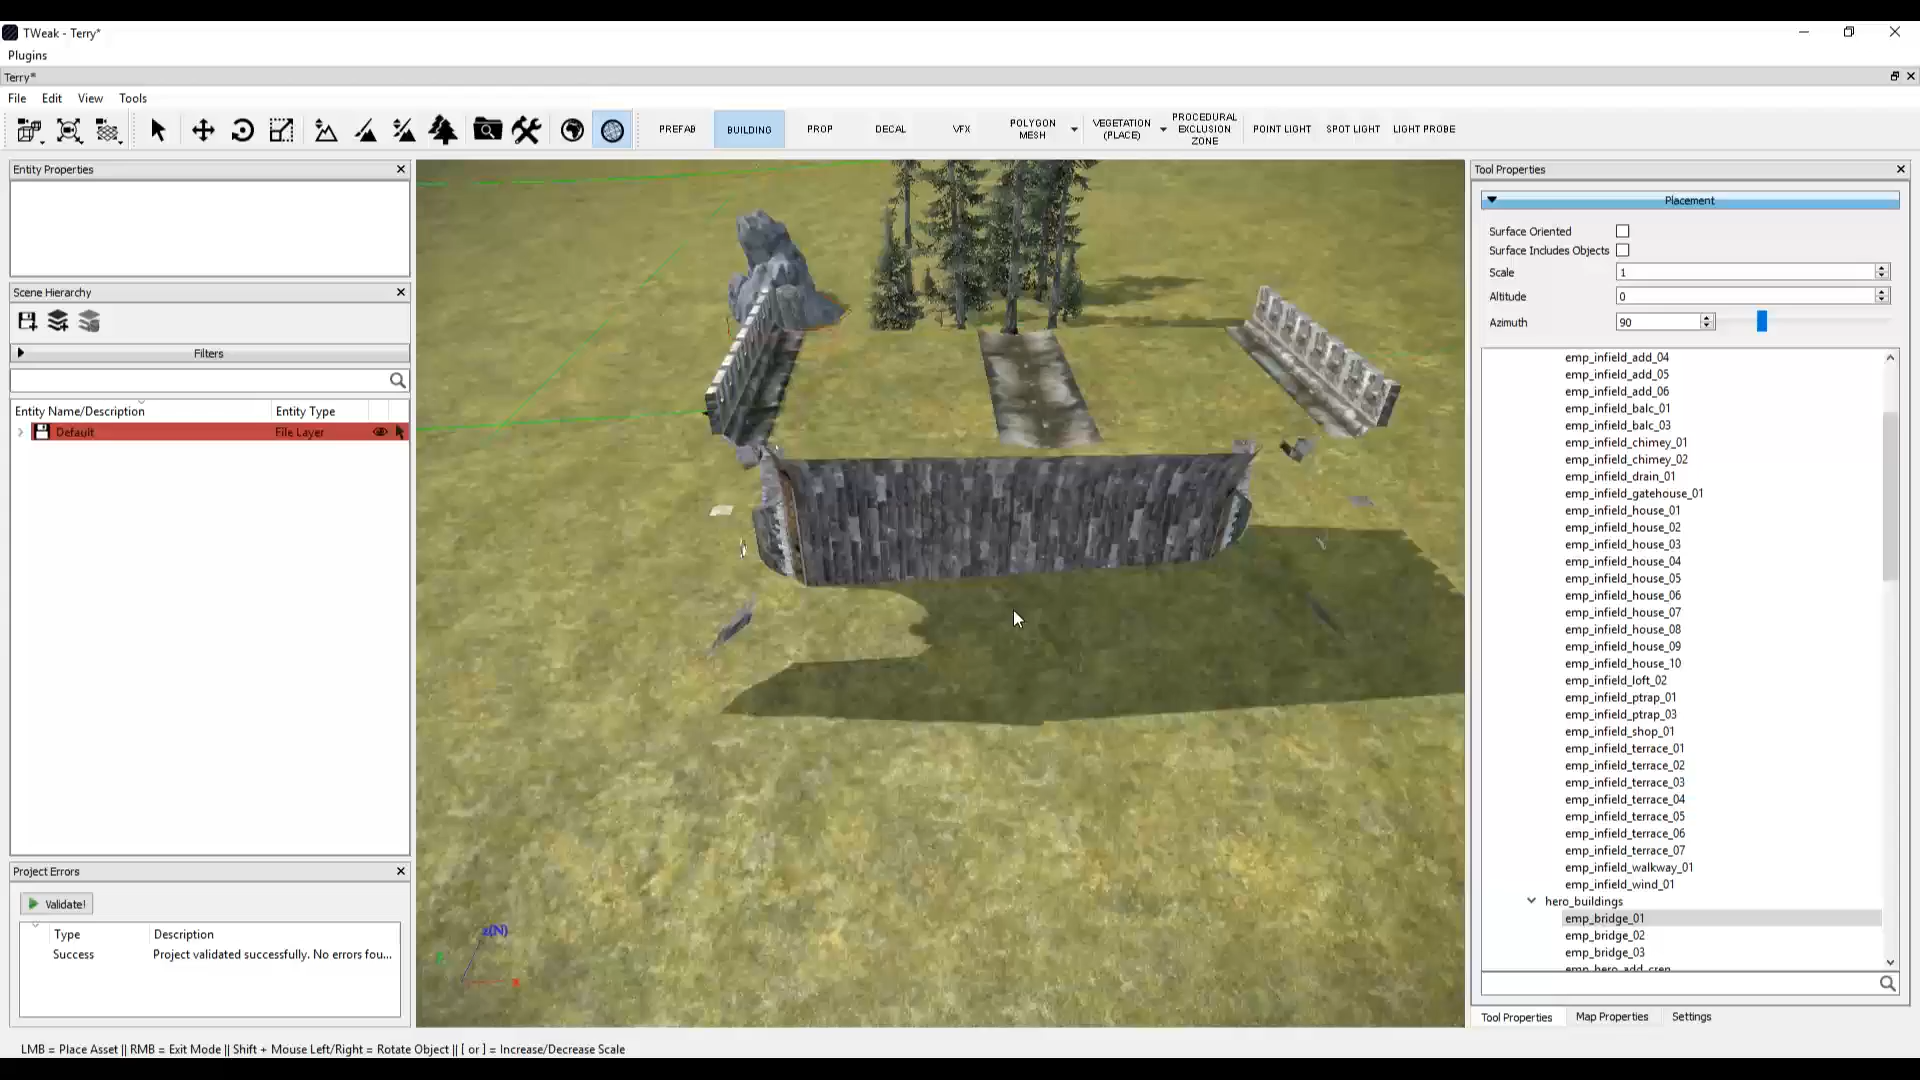 TWeak - Terry*
Plugins
Terry*
File Edit View Tools
PREFAB BUILDING PROP DECAL VFX POLYGON MESH VEGETATION (PLACE) PROCEDURAL EXCLUSION ZONE POINT LIGHT SPOT LIGHT LIGHT PROBE
Entity Properties
Scene Hierarchy
Filters
Entity Name/Description Entity Type
Default File Layer
Project Errors
Validate!
Type Description
Success Project validated successfully. No errors fou...
z(N)
Tool Properties
Placement
Surface Oriented
Surface Includes Objects
Scale 1
Altitude 0
Azimuth 90
emp_infield_add_04
emp_infield_add_05
emp_infield_add_06
emp_infield_balc_01
emp_infield_balc_03
emp_infield_chimey_01
emp_infield_chimey_02
emp_infield_drain_01
emp_infield_gatehouse_01
emp_infield_house_01
emp_infield_house_02
emp_infield_house_03
emp_infield_house_04
emp_infield_house_05
emp_infield_house_06
emp_infield_house_07
emp_infield_house_08
emp_infield_house_09
emp_infield_house_10
emp_infield_loft_02
emp_infield_ptrap_01
emp_infield_ptrap_03
emp_infield_shop_01
emp_infield_terrace_01
emp_infield_terrace_02
emp_infield_terrace_03
emp_infield_terrace_04
emp_infield_terrace_05
emp_infield_terrace_06
emp_infield_terrace_07
emp_infield_walkway_01
emp_infield_wind_01
hero_buildings
emp_bridge_01
emp_bridge_02
emp_bridge_03
emp_hero_add_cren
Tool Properties Map Properties Settings
LMB = Place Asset || RMB = Exit Mode || Shift + Mouse Left/Right = Rotate Object || [ or ] = Increase/Decrease Scale